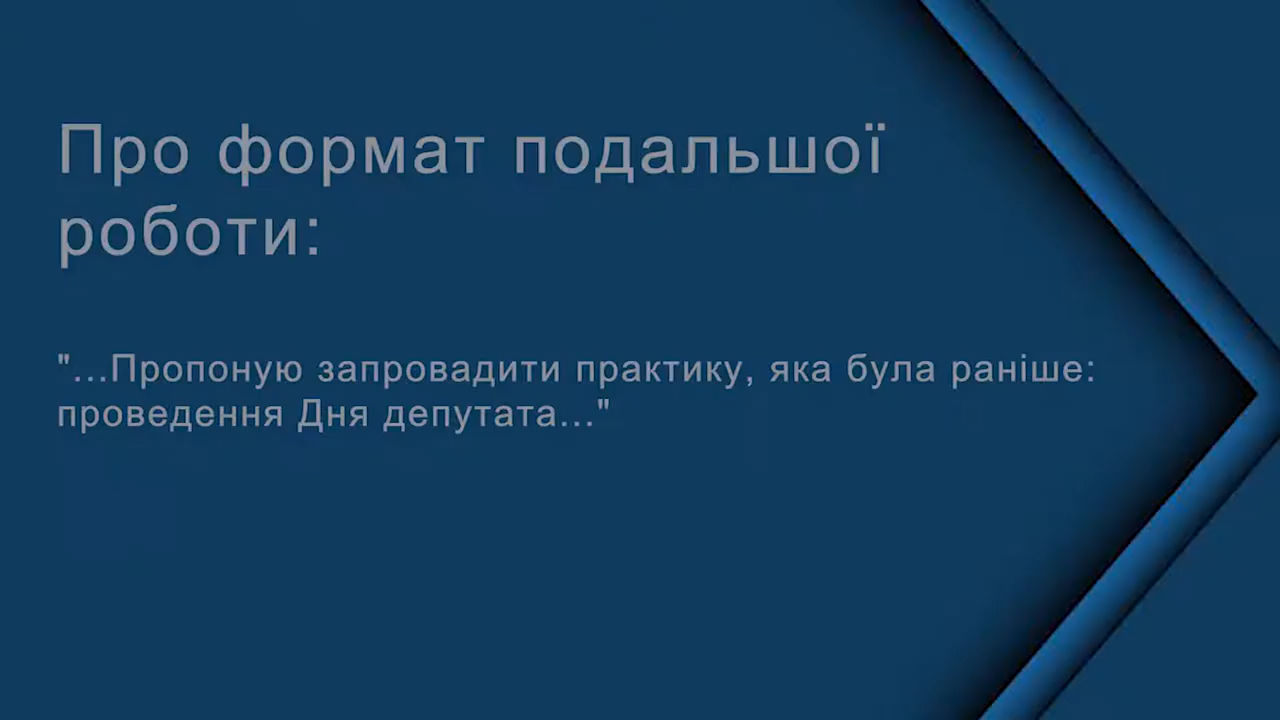 Про формат подальшої
роботи:
"...Пропоную запровадити практику, яка була раніше:
проведення Дня депутата..."